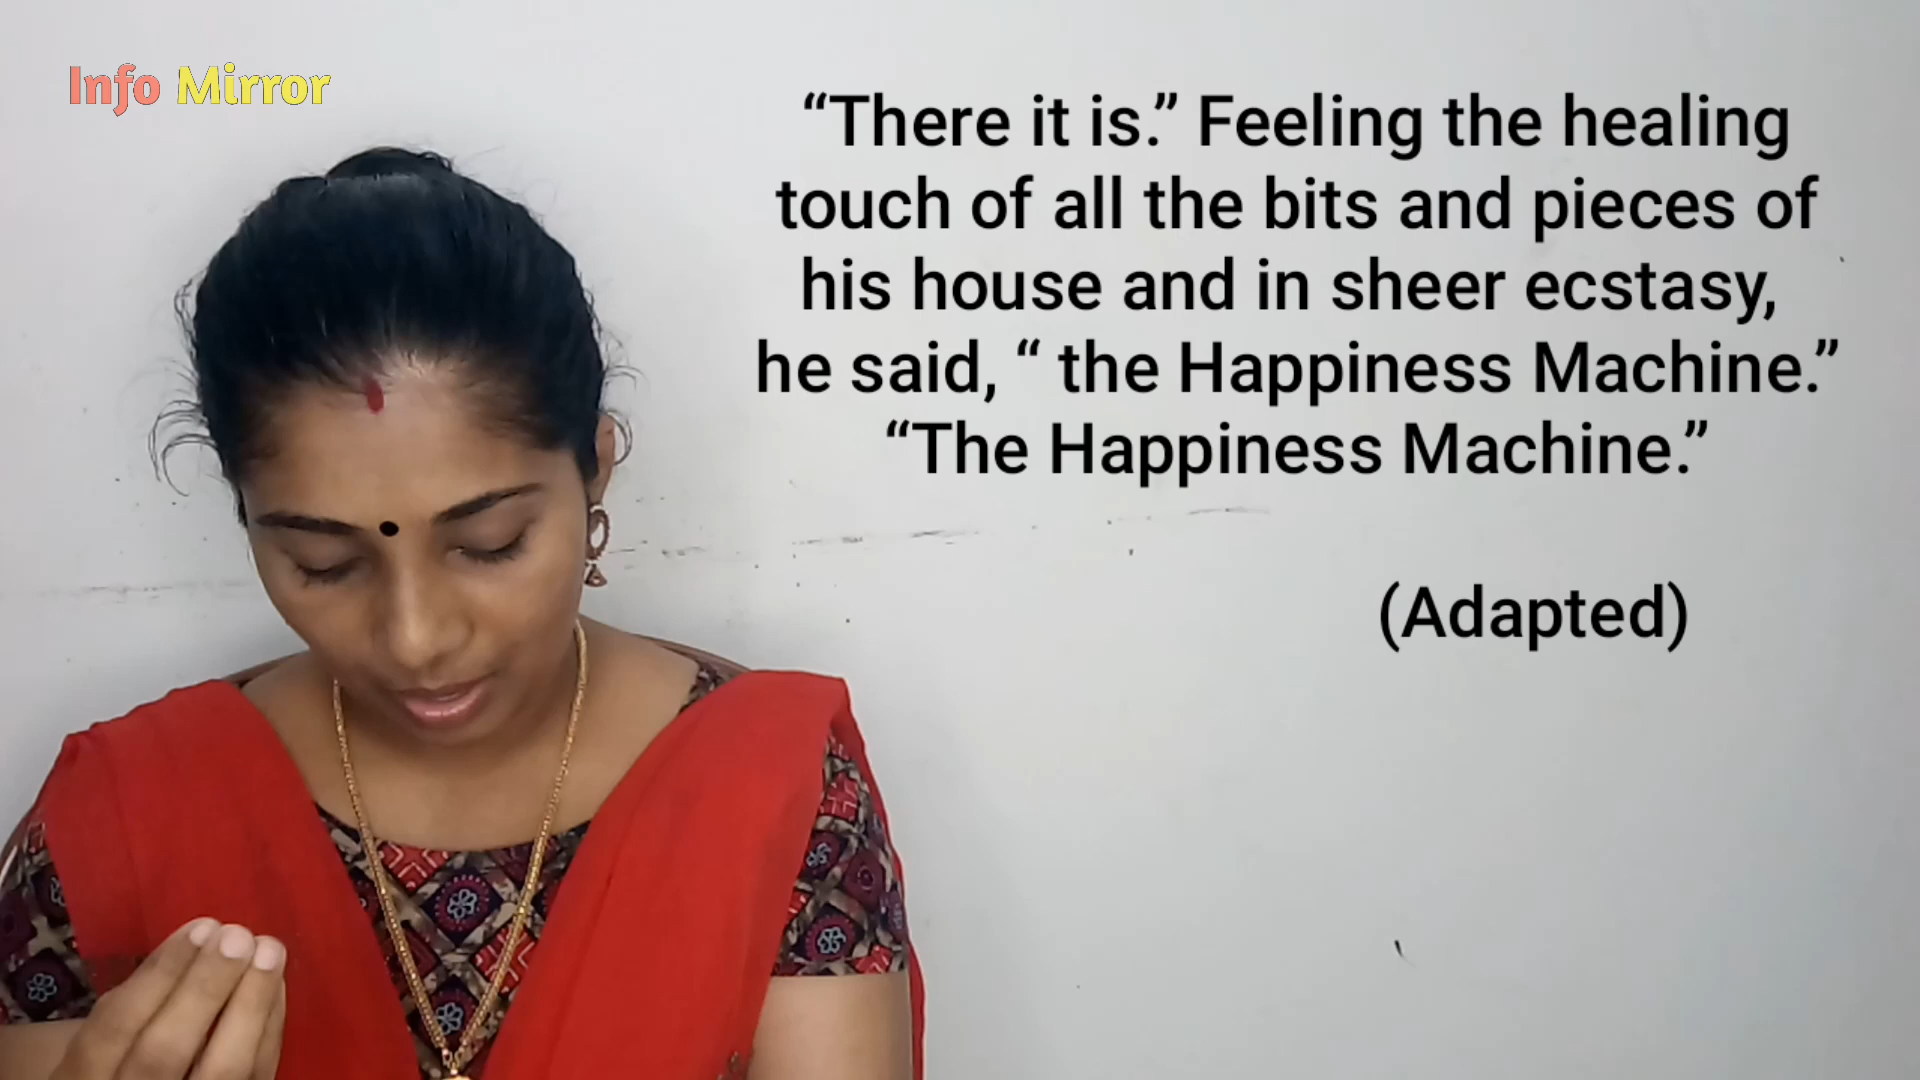 Info Mirror
“There it is.” Feeling the healing
touch of all the bits and pieces of
his house and in sheer ecstasy,
he said, “ the Happiness Machine.”
“The Happiness Machine.”
(Adapted)